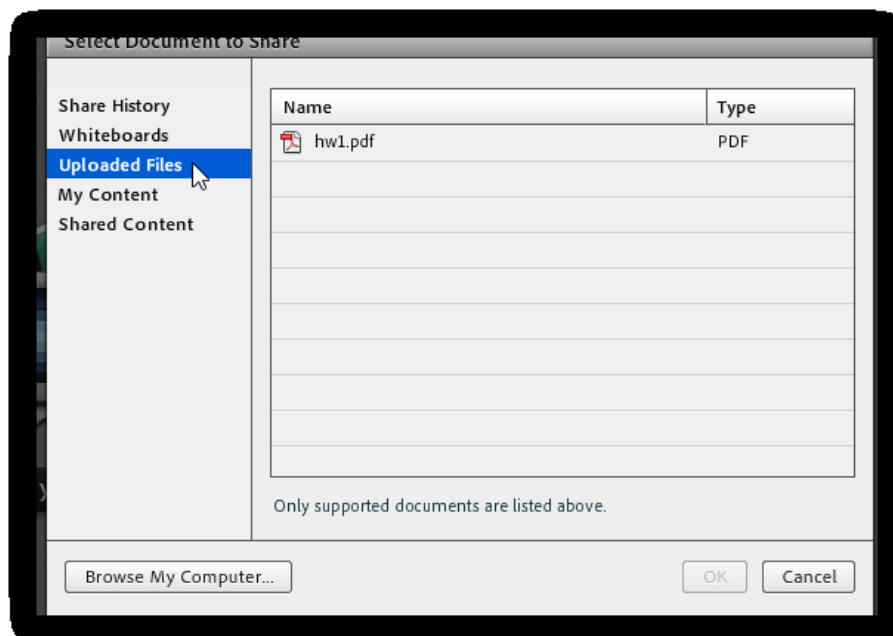 Select Document to Share
Share History
Whiteboards
Uploaded Files
My Content
Shared Content
Name Type
hw1.pdf PDF
Only supported documents are listed above.
Browse My Computer... OK Cancel